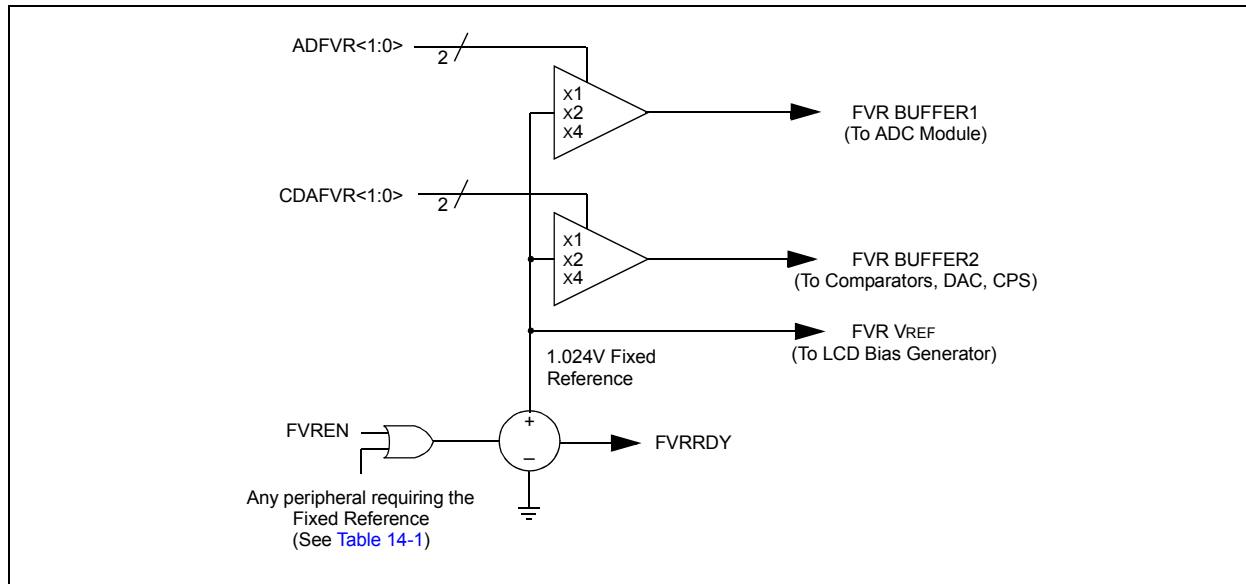 ADFVR<1:0>
2
X1
X2
X4
FVR BUFFER1
(To ADC Module)
CDAFVR<1:0>
2
X1
X2
X4
FVR BUFFER2
(To Comparators, DAC, CPS)
FVR VREF
(To LCD Bias Generator)
1.024V Fixed
Reference
+
_
FVREN
FVRRDY
Any peripheral requiring the
Fixed Reference
(See Table 14-1)